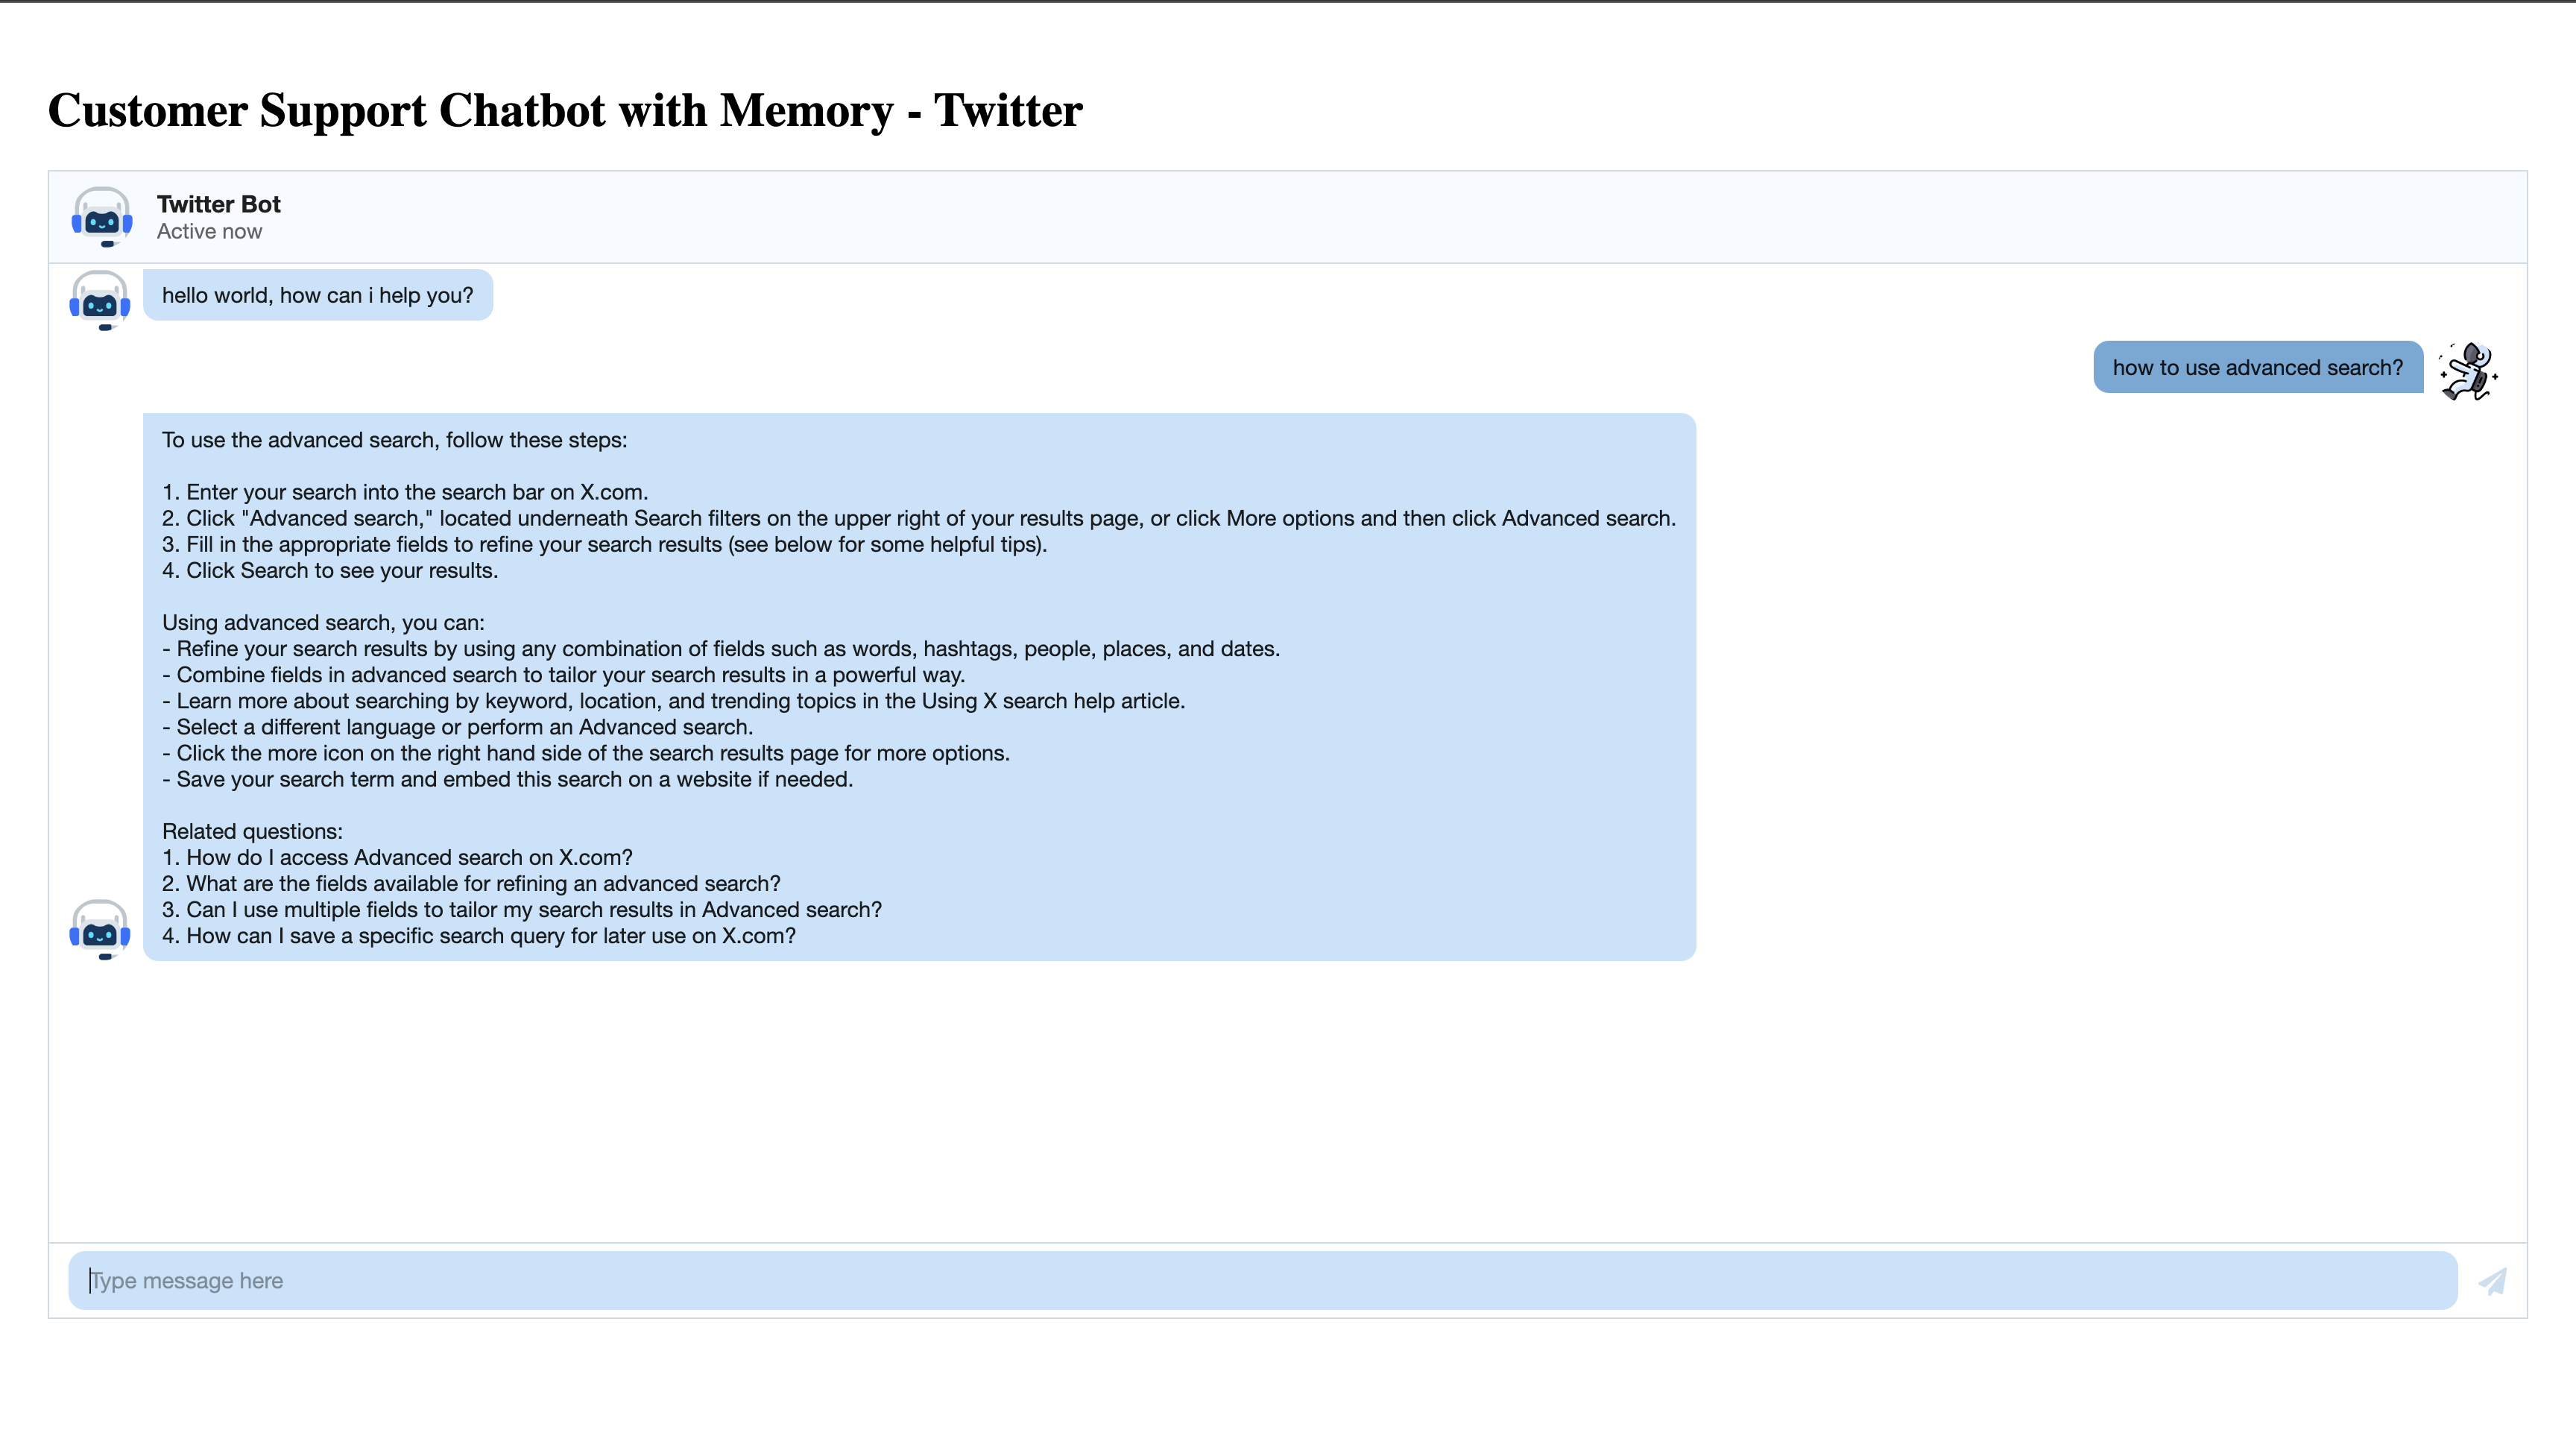 Customer Support Chatbot with Memory - Twitter
Twitter Bot
Active now
hello world, how can i help you?
how to use advanced search?
To use the advanced search, follow these steps:
1. Enter your search into the search bar on X.com.
2. Click "Advanced search," located underneath Search filters on the upper right of your results page, or click More options and then click Advanced search.
3. Fill in the appropriate fields to refine your search results (see below for some helpful tips).
4. Click Search to see your results.
Using advanced search, you can:
- Refine your search results by using any combination of fields such as words, hashtags, people, places, and dates.
- Combine fields in advanced search to tailor your search results in a powerful way.
- Learn more about searching by keyword, location, and trending topics in the Using X search help article.
- Select a different language or perform an Advanced search.
- Click the more icon on the right hand side of the search results page for more options.
- Save your search term and embed this search on a website if needed.
Related questions:
1. How do I access Advanced search on X.com?
2. What are the fields available for refining an advanced search?
3. Can I use multiple fields to tailor my search results in Advanced search?
4. How can I save a specific search query for later use on X.com?
Type message here